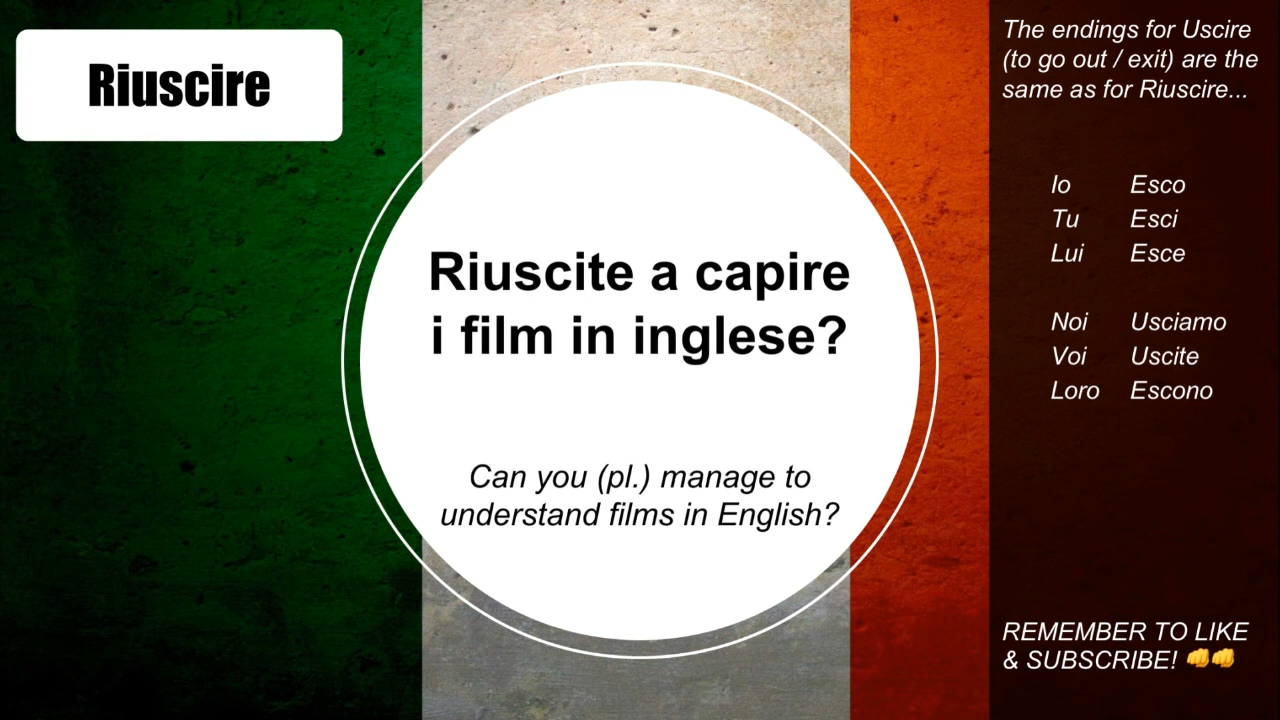 Riuscire
Riuscite a capire
i film in inglese?
Can you (pl.) manage to
understand films in English?
The endings for Uscire
(to go out / exit) are the
same as for Riuscire...
Io Esco
Tu Esci
Lui Esce
Noi Usciamo
Voi Uscite
Loro Escono
REMEMBER TO LIKE
& SUBSCRIBE! 👊👊